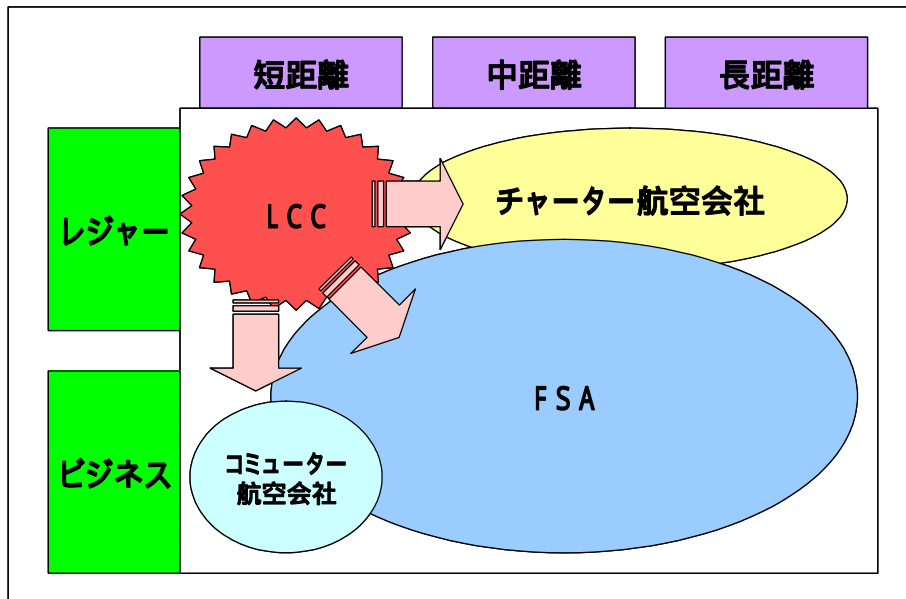 短距離
中距離
長距離
レジャー
LCC
チャーター航空会社
FSA
ビジネス
コミューター
航空会社